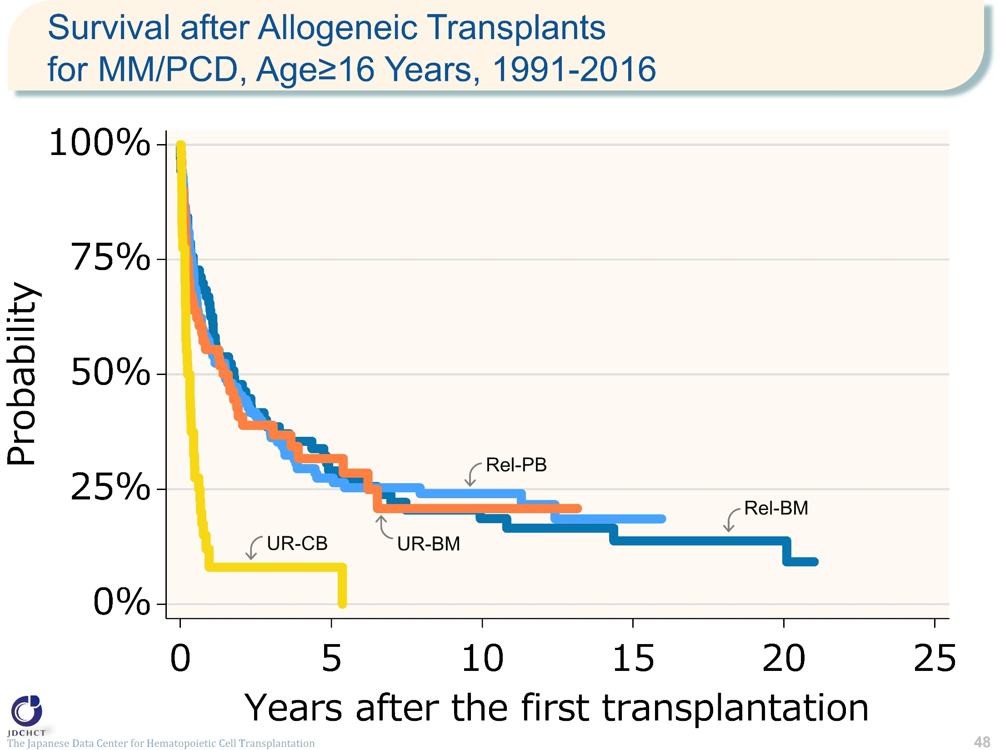 Survival after Allogeneic Transplants
for MM/PCD, Age≥16 Years, 1991-2016
100%
75%
50%
25%
0%
Probability
Rel-PB
Rel-BM
UR-CB
UR-BM
0 5 10 15 20 25
Years after the first transplantation
JDCHCT
The Japanese Data Center for Hematopoietic Cell Transplantation
48